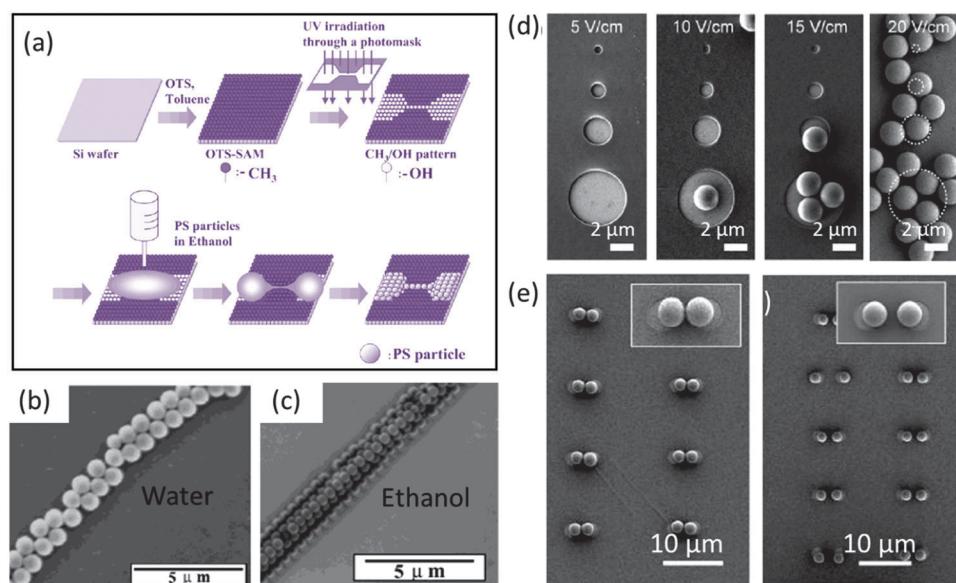 (a)
UV irradiation
through a photomask
OTS,
Toluene
Si wafer
OTS-SAM
:-CH3
CH3/OH pattern
:-OH
PS particles
in Ethanol
:PS particle
(b)
Water
5 μm
(c)
Ethanol
5 μm
(d)
5 V/cm
10 V/cm
15 V/cm
20 V/cm
2 μm
2 μm
2 μm
2 μm
(e)
)
10 μm
10 μm